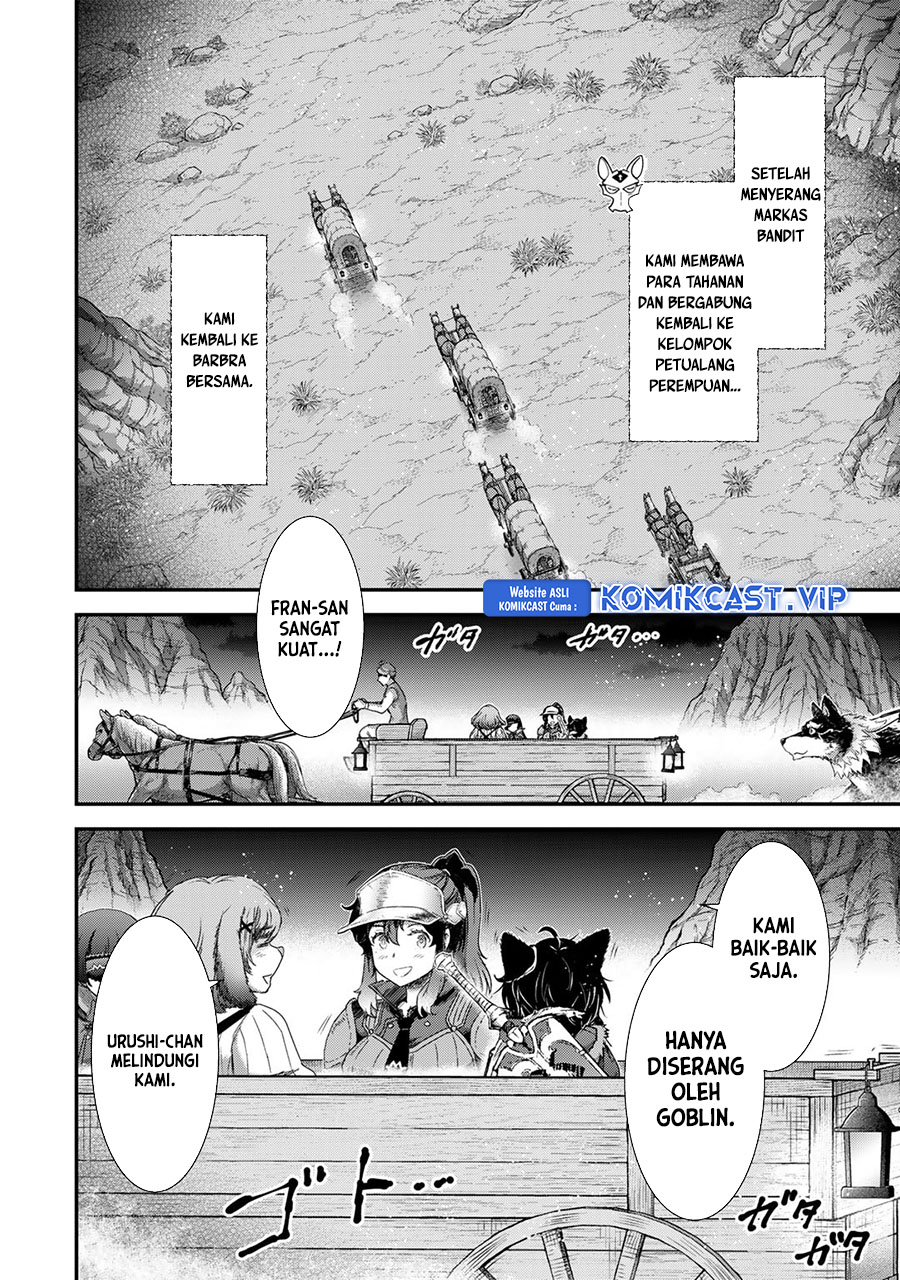 SETELAH
MENYERANG
MARKAS
BANDIT
KAMI MEMBAWA
PARA TAHANAN
DAN BERGABUNG
KEMBALI KE
KELOMPOK
PETUALANG
PEREMPUAN...
KAMI
KEMBALI KE
BARBRA
BERSAMA.
Website ASLI
KOMIKCAST Cuma :
KOMIKCAST.VIP
FRAN-SAN
SANGAT
KUAT...!
ガタ
ガタ...
KAMI
BAIK-BAIK
SAJA.
HANYA
DISERANG
OLEH
GOBLIN.
URUSHI-CHAN
MELINDUNGI
KAMI.
ゴト...
ガタ
ガタ